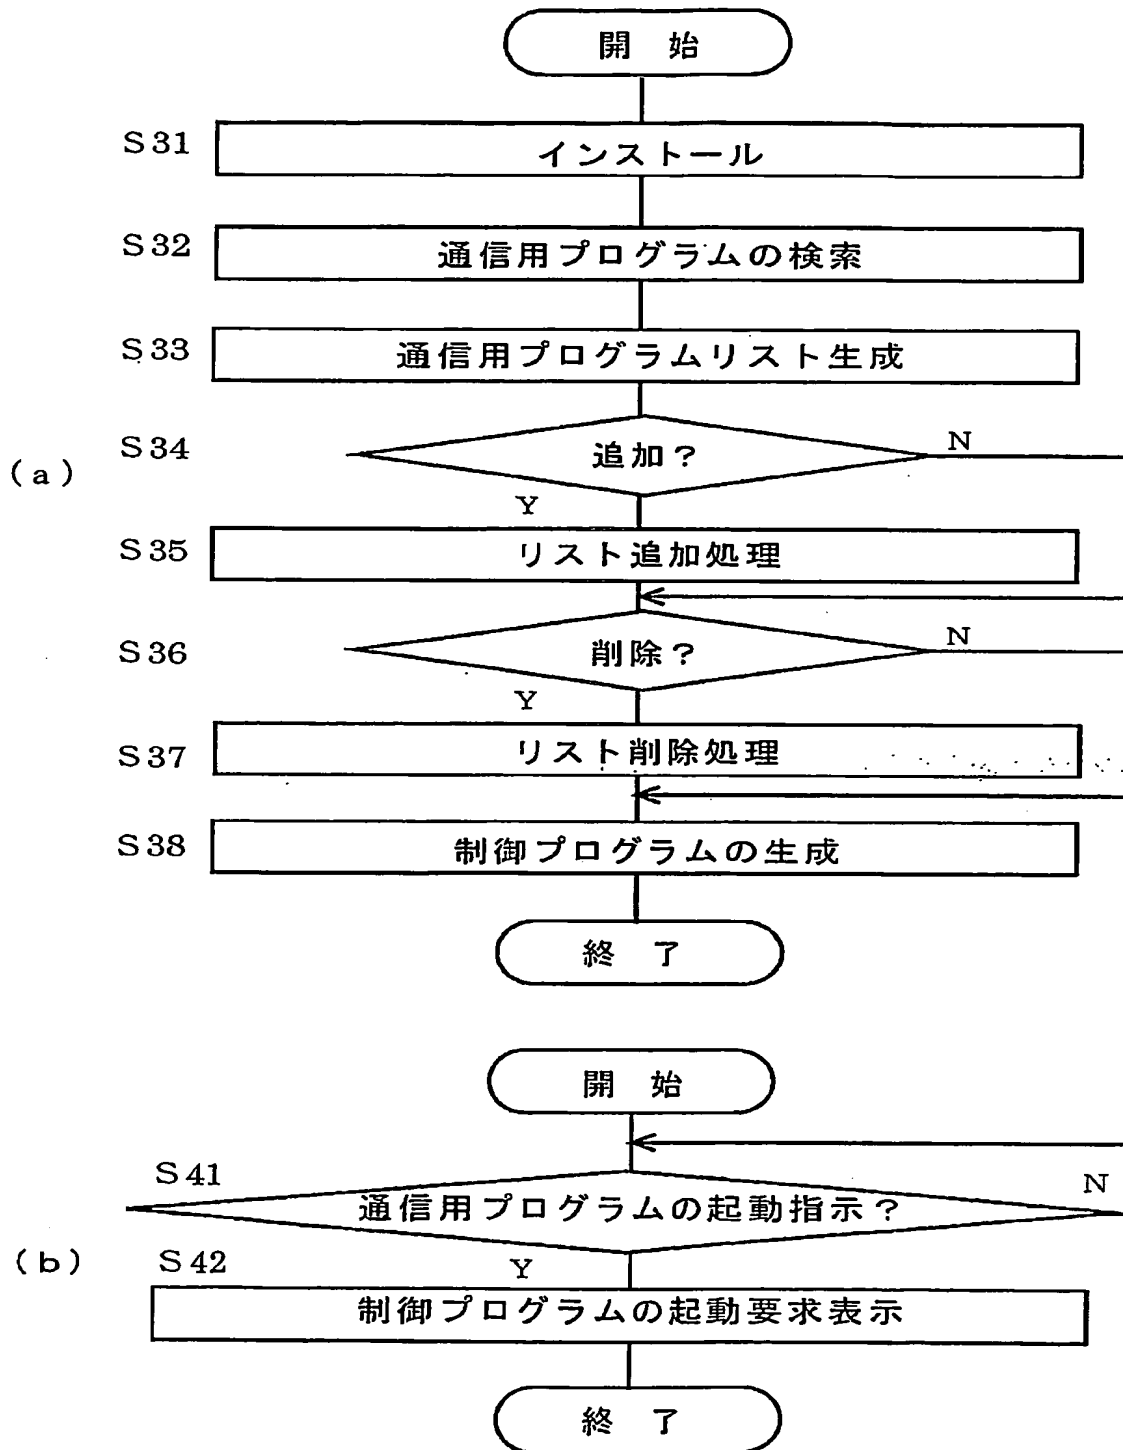 開 始
S31
インストール
S32
通信用プログラムの検索
S33
通信用プログラムリスト生成
S34
追加？
N
(a)
Y
S35
リスト追加処理
S36
削除？
N
Y
S37
リスト削除処理
S38
制御プログラムの生成
終 了
開 始
S41
通信用プログラムの起動指示？
N
(b)
S42
Y
制御プログラムの起動要求表示
終 了